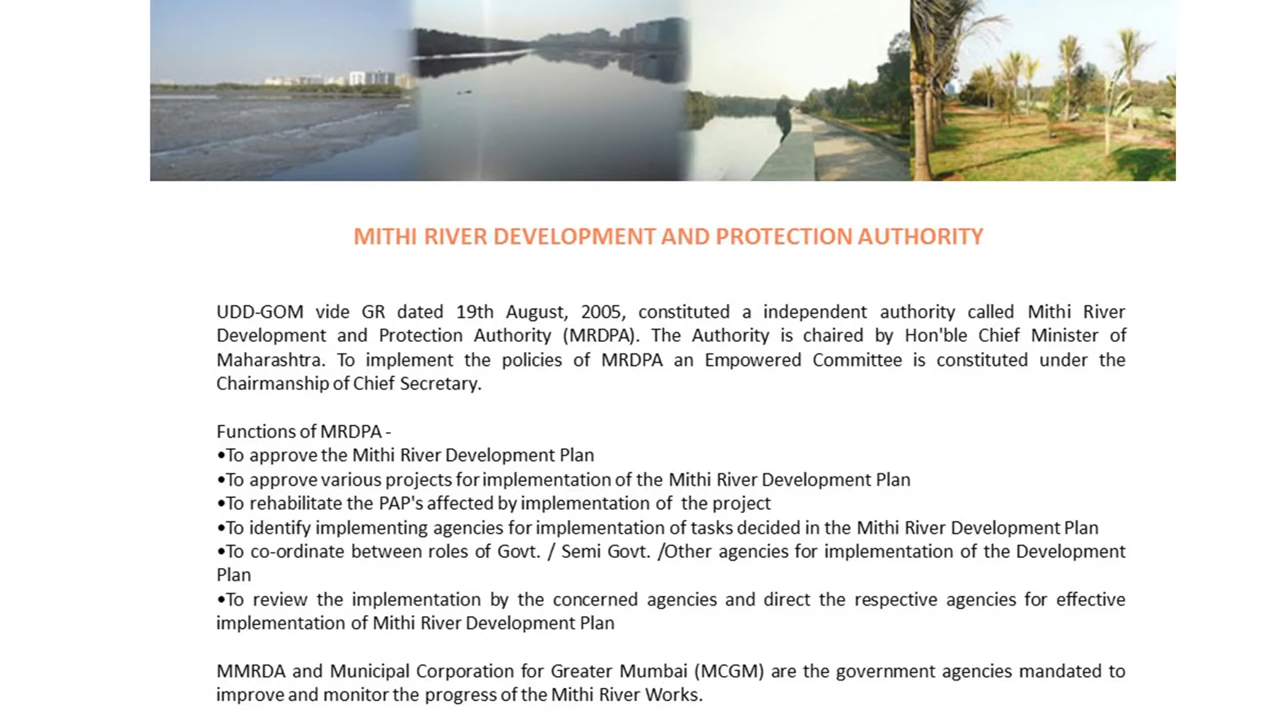 MITHI RIVER DEVELOPMENT AND PROTECTION AUTHORITY
UDD-GOM vide GR dated 19th August, 2005, constituted a independent authority called Mithi River
Development and Protection Authority (MRDPA). The Authority is chaired by Hon'ble Chief Minister of
Maharashtra. To implement the policies of MRDPA an Empowered Committee is constituted under the
Chairmanship of Chief Secretary.
Functions of MRDPA -
•To approve the Mithi River Development Plan
•To approve various projects for implementation of the Mithi River Development Plan
•To rehabilitate the PAP's affected by implementation of the project
•To identify implementing agencies for implementation of tasks decided in the Mithi River Development Plan
•To co-ordinate between roles of Govt. / Semi Govt. /Other agencies for implementation of the Development
Plan
•To review the implementation by the concerned agencies and direct the respective agencies for effective
implementation of Mithi River Development Plan
MMRDA and Municipal Corporation for Greater Mumbai (MCGM) are the government agencies mandated to
improve and monitor the progress of the Mithi River Works.